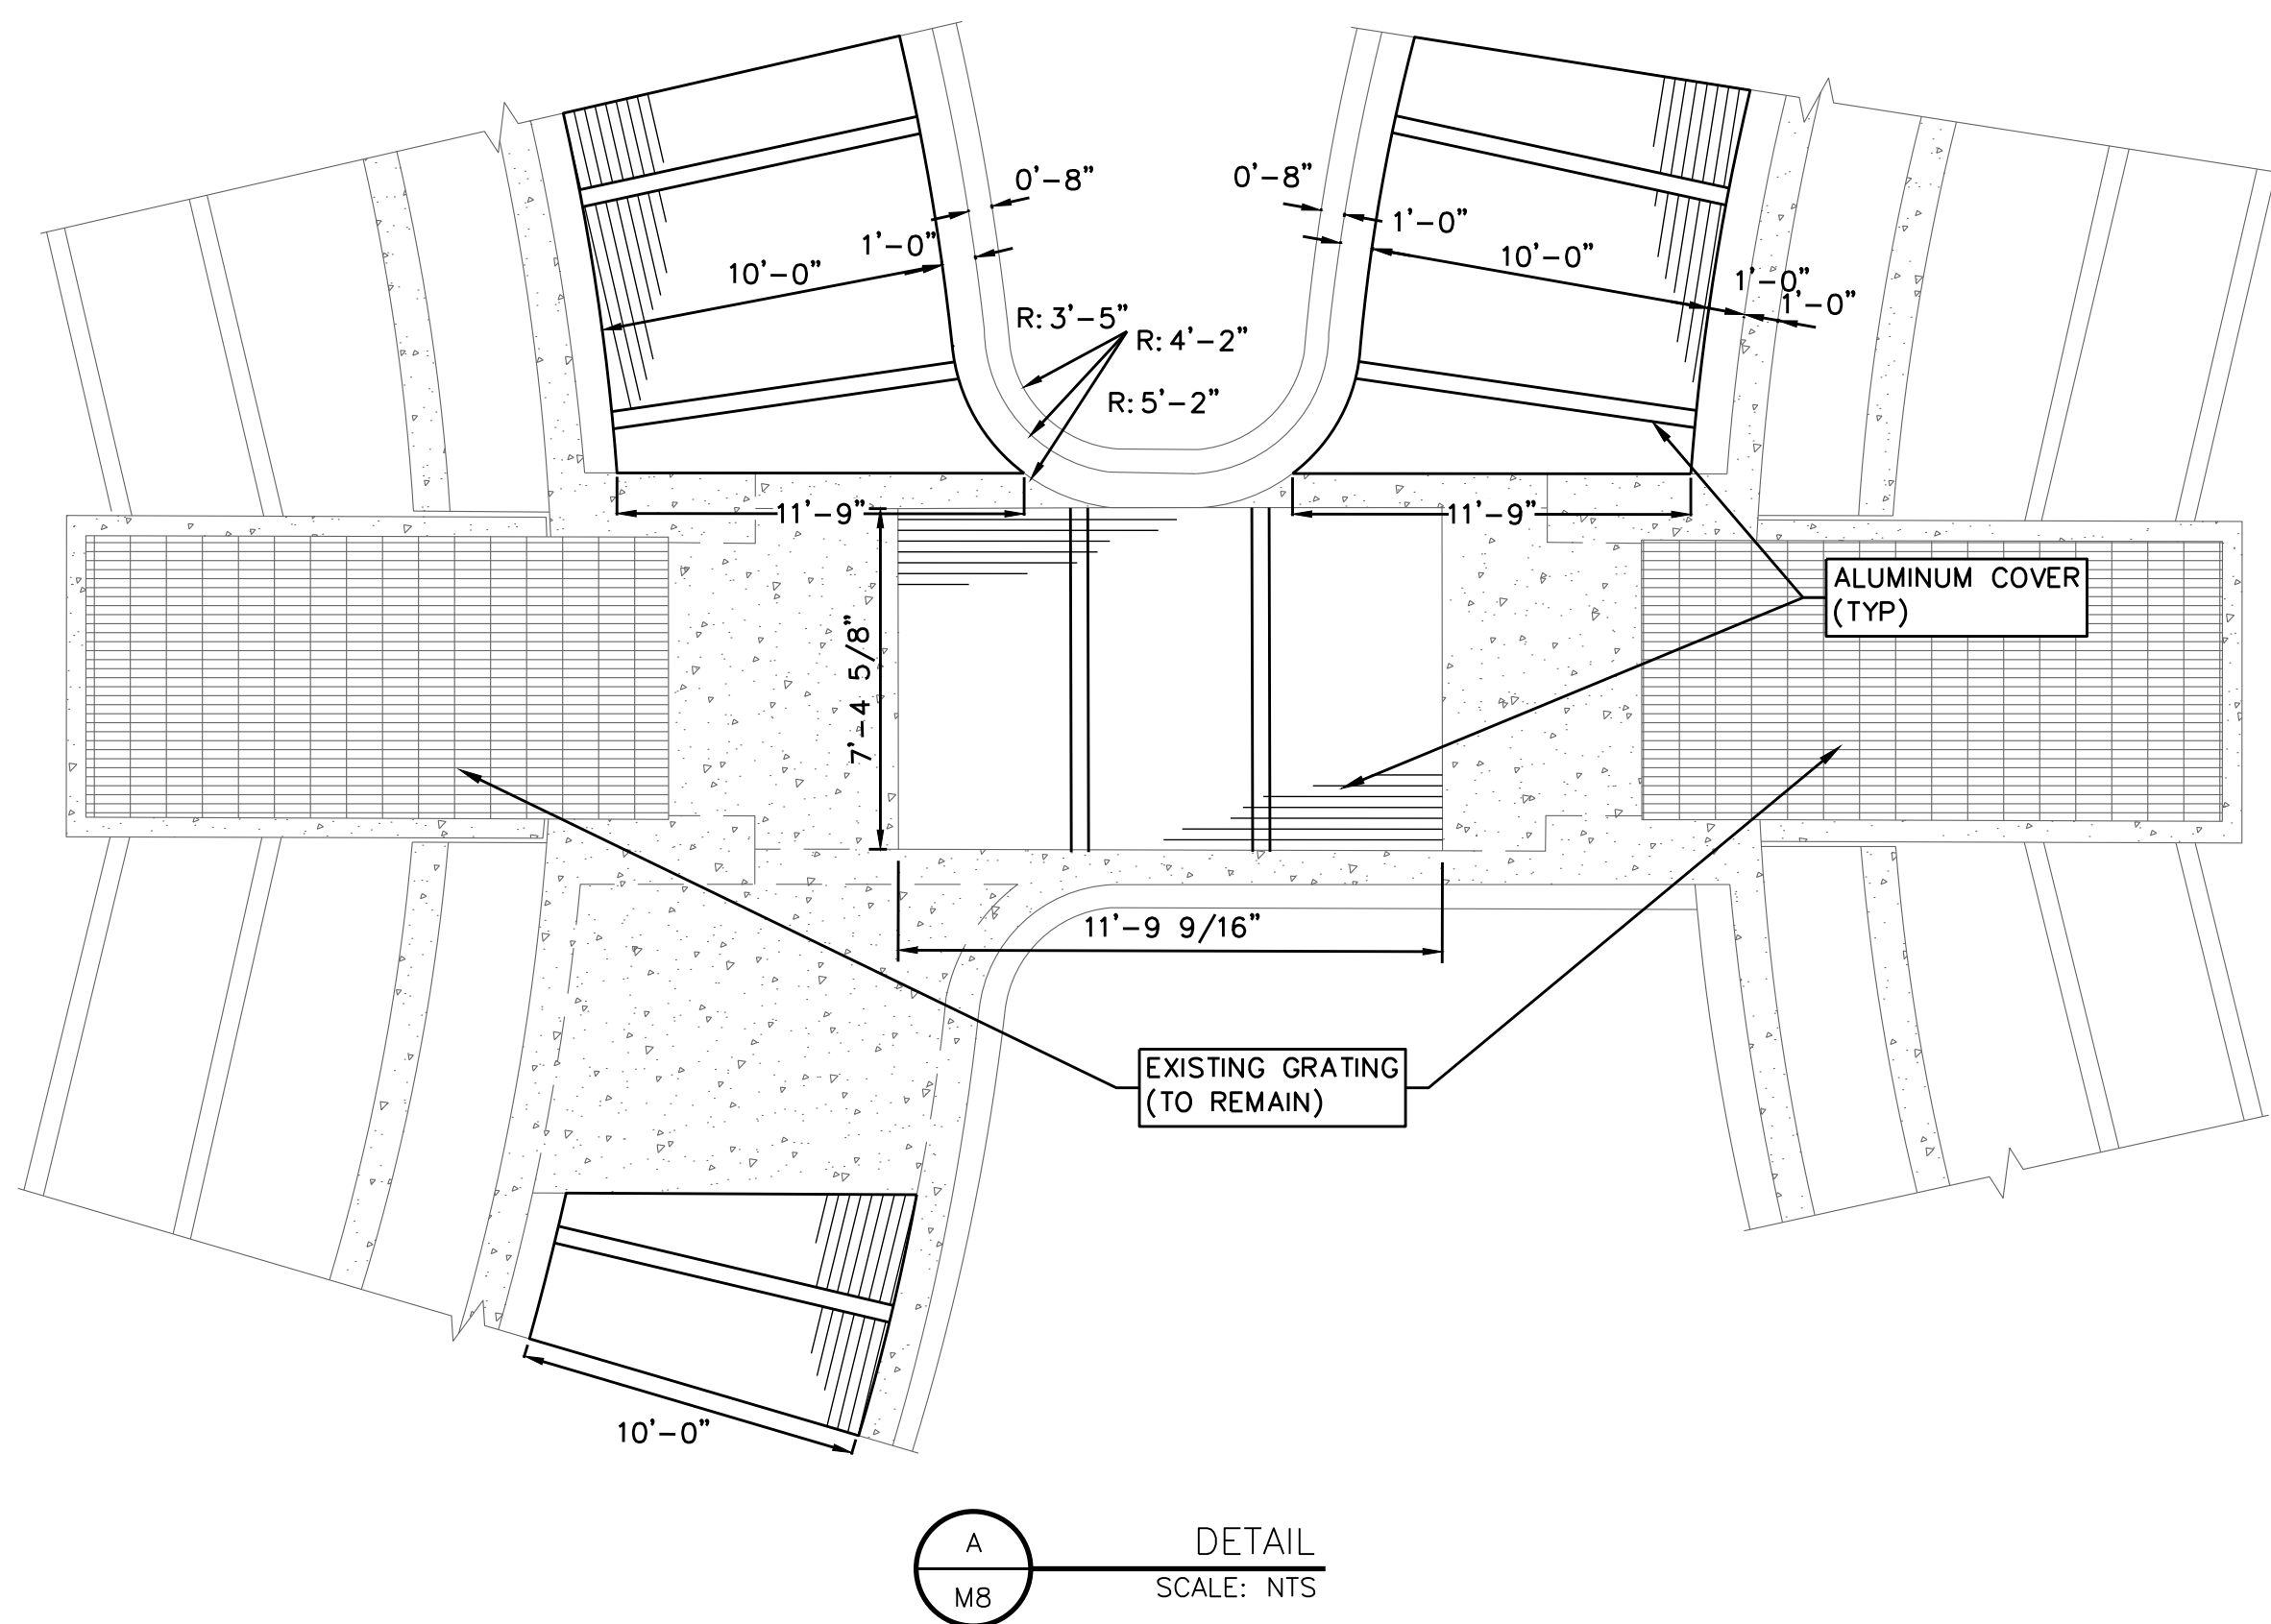 0'-8"
0'-8"
1'-0"
1'-0"
10'-0"
10'-0"
1'-0"
1'-0"
R: 3'-5"
R: 4'-2"
R: 5'-2"
11'-9"
11'-9"
ALUMINUM COVER
(TYP)
7'-4 5/8"
11'-9 9/16"
EXISTING GRATING
(TO REMAIN)
10'-0"
A
M8
DETAIL
SCALE: NTS